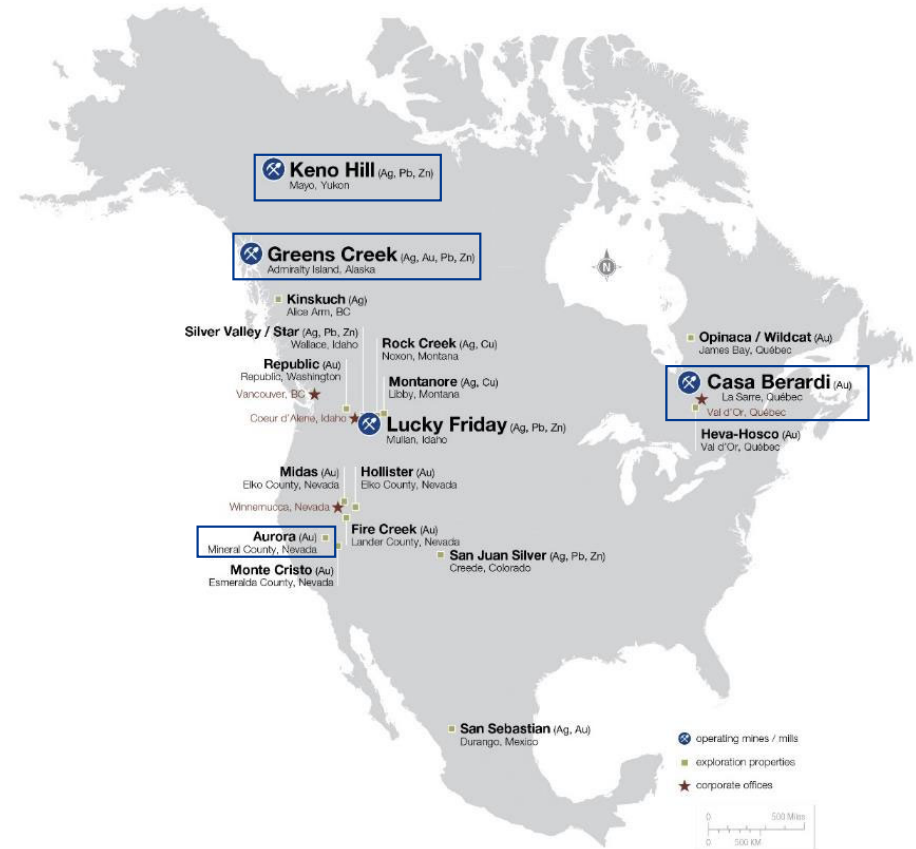 Keno Hill (Ag, Pb, Zn)
Mayo, Yukon
Greens Creek (Ag, Au, Pb, Zn)
Admiralty Island, Alaska
N
Kinskuch (Ag)
Alice Arm, BC
Silver Valley / Star (Ag, Pb, Zn)
Wallace, Idaho
Rock Creek (Ag, Cu)
Noxon, Montana
Republic (Au)
Republic, Washington
Montanore (Ag, Cu)
Libby, Montana
Vancouver, BC
Coeur d'Alene, Idaho
Lucky Friday (Ag, Pb, Zn)
Mullan, Idaho
Opinaca / Wildcat (Au)
James Bay, Québec
Casa Berardi (Au)
La Sarre, Québec
Val d'Or, Québec
Heva-Hosco (Au)
Val d'Or, Québec
Midas (Au)
Elko County, Nevada
Hollister (Au)
Elko County, Nevada
Winnemucca, Nevada
Fire Creek (Au)
Lander County, Nevada
Aurora (Au)
Mineral County, Nevada
Monte Cristo (Au)
Esmeralda County, Nevada
San Juan Silver (Ag, Pb, Zn)
Creede, Colorado
San Sebastian (Ag, Au)
Durango, Mexico
operating mines / mills
exploration properties
corporate offices
0 500 Miles
0 500 KM